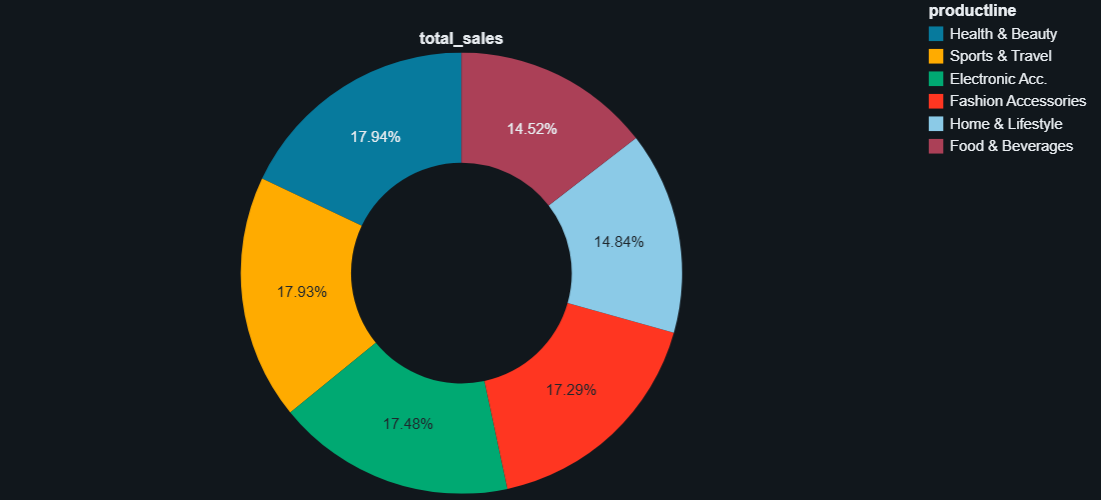 total_sales
17.94%
14.52%
14.84%
17.93%
17.29%
17.48%
productline
Health & Beauty
Sports & Travel
Electronic Acc.
Fashion Accessories
Home & Lifestyle
Food & Beverages